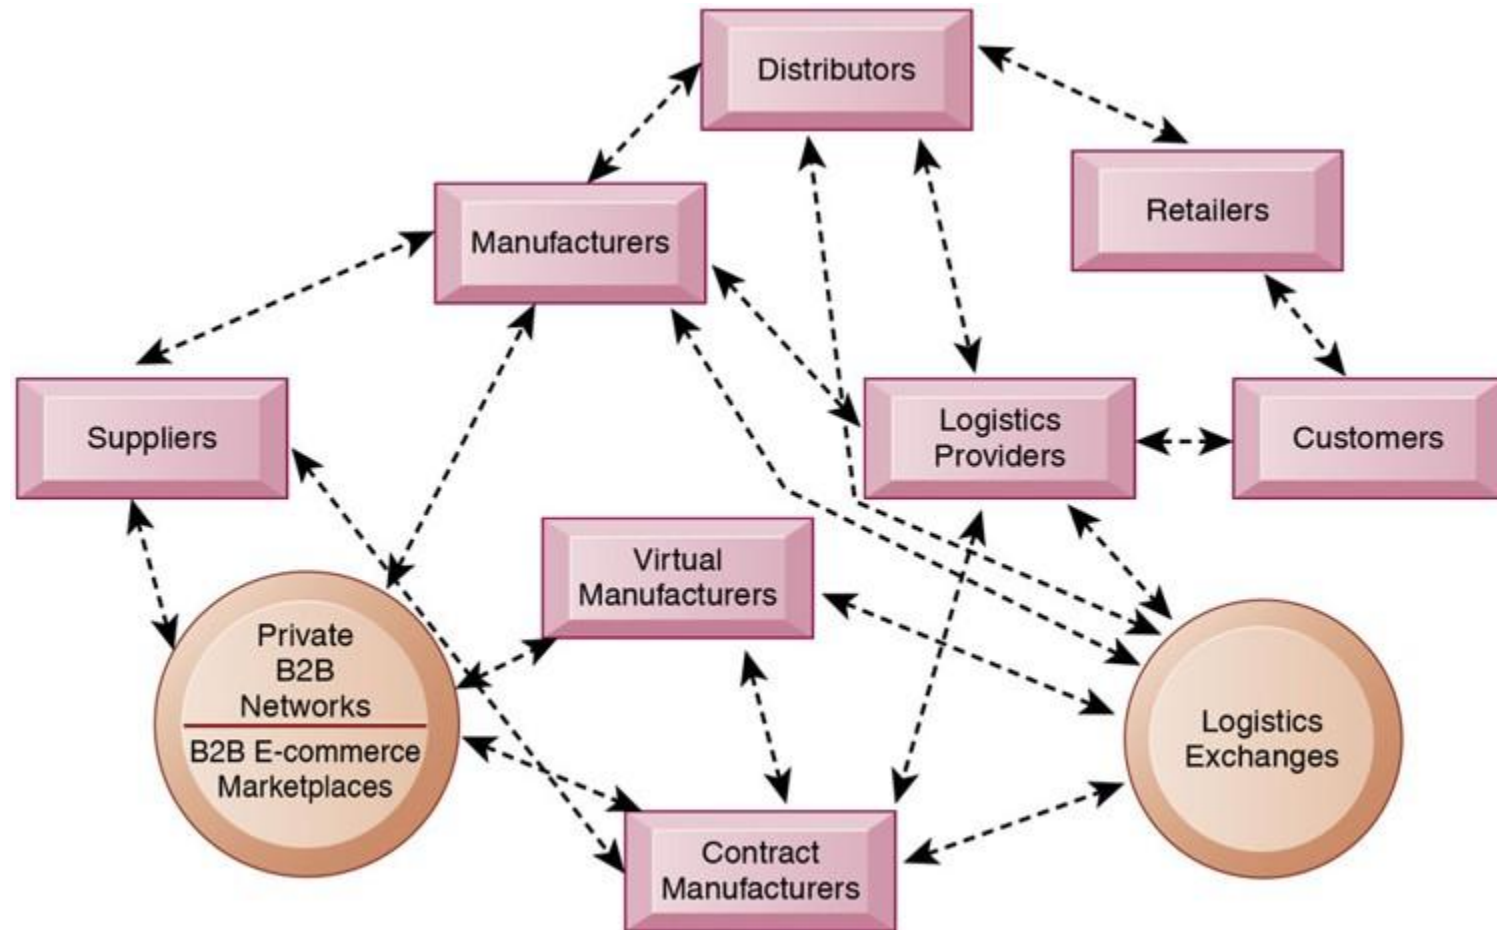 Distributors
Retailers
Manufacturers
Suppliers
Logistics
Providers
Customers
Virtual
Manufacturers
Private
B2B
Networks
B2B E-commerce
Marketplaces
Logistics
Exchanges
Contract
Manufacturers